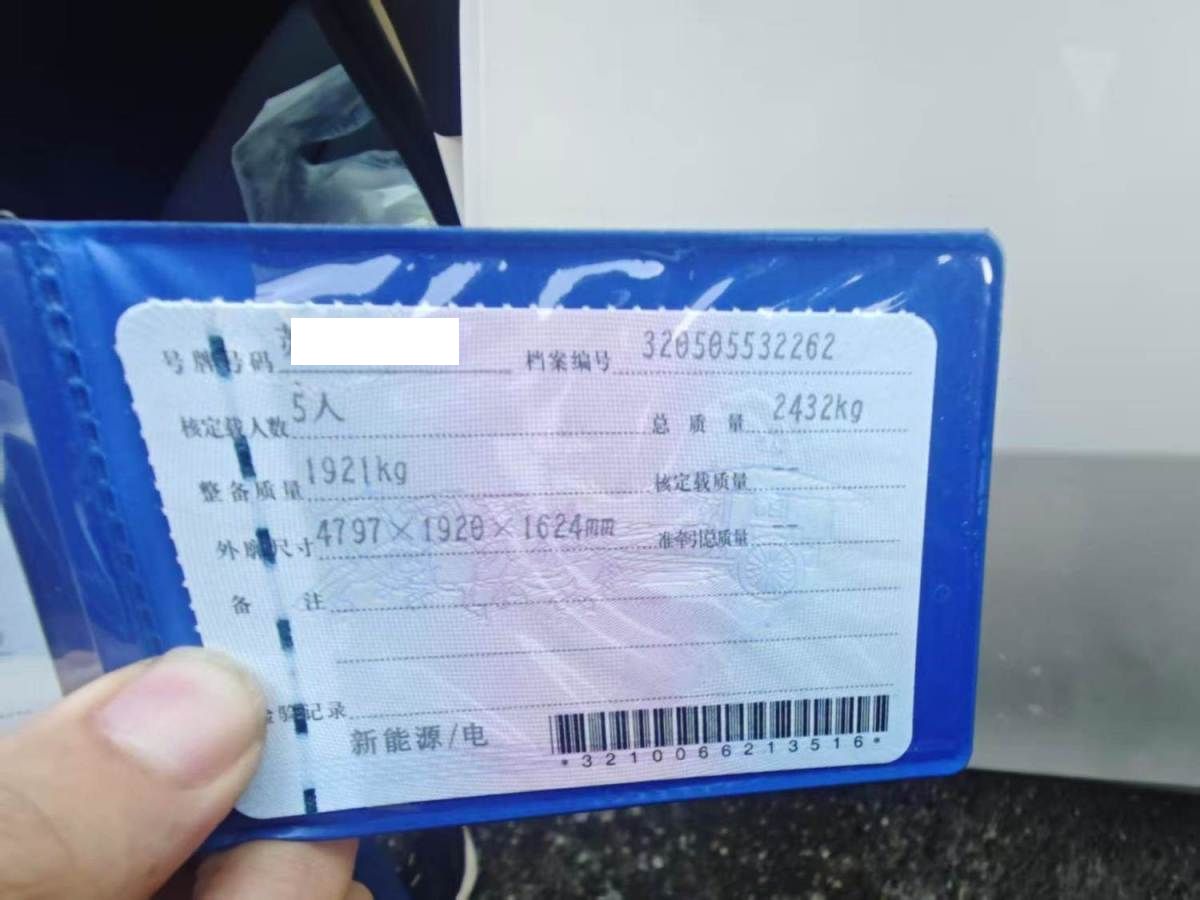 号牌号码 档案编号 320505532262
核定载人数 5人 总质量 2432kg
整备质量 1921kg 核定载质量
外廓尺寸 4797×1920×1624mm 准牵引总质量
备注
检验记录
新能源/电
*3210066213516*